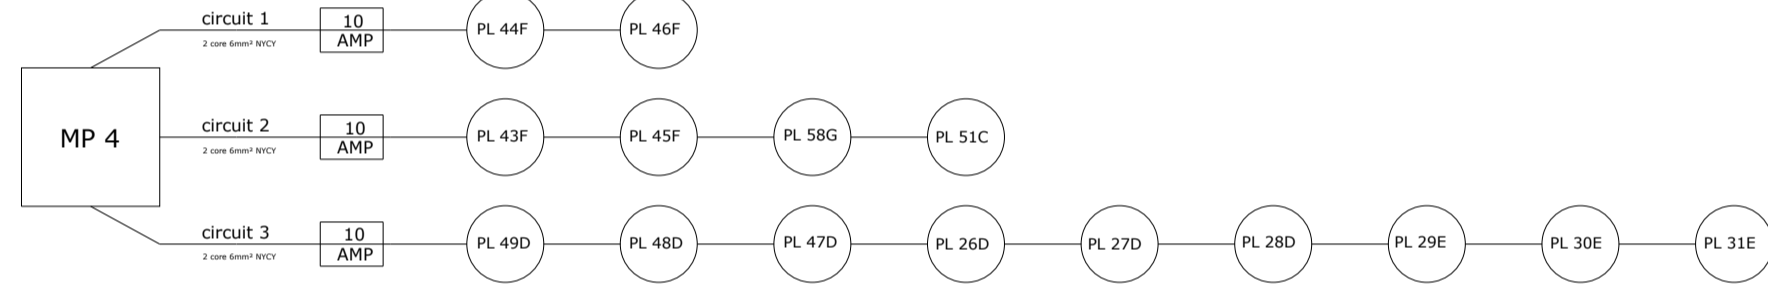 circuit 1
2 core 6mm² NYCY
10
AMP
PL 44F
PL 46F
MP 4
circuit 2
2 core 6mm² NYCY
10
AMP
PL 43F
PL 45F
PL 58G
PL 51C
circuit 3
2 core 6mm² NYCY
10
AMP
PL 49D
PL 48D
PL 47D
PL 26D
PL 27D
PL 28D
PL 29E
PL 30E
PL 31E